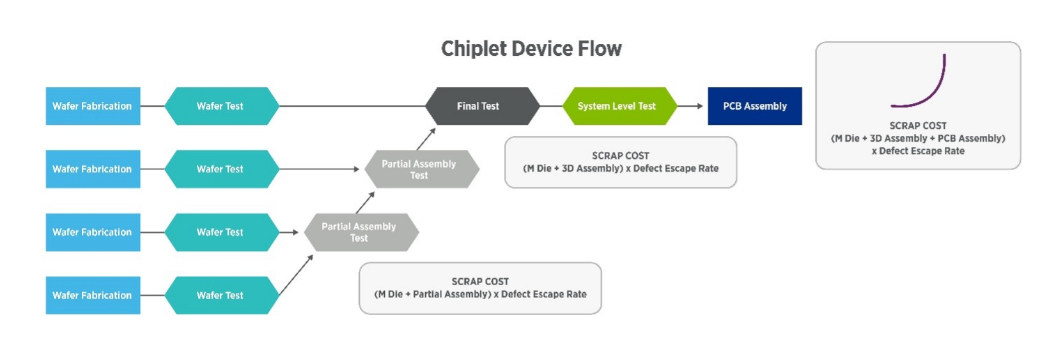 Chiplet Device Flow
Wafer Fabrication
Wafer Test
Final Test
System Level Test
PCB Assembly
SCRAP COST
(M Die + 3D Assembly + PCB Assembly)
x Defect Escape Rate
Wafer Fabrication
Wafer Test
Partial Assembly
Test
SCRAP COST
(M Die + 3D Assembly) x Defect Escape Rate
Wafer Fabrication
Wafer Test
Partial Assembly
Test
Wafer Fabrication
Wafer Test
SCRAP COST
(M Die + Partial Assembly) x Defect Escape Rate